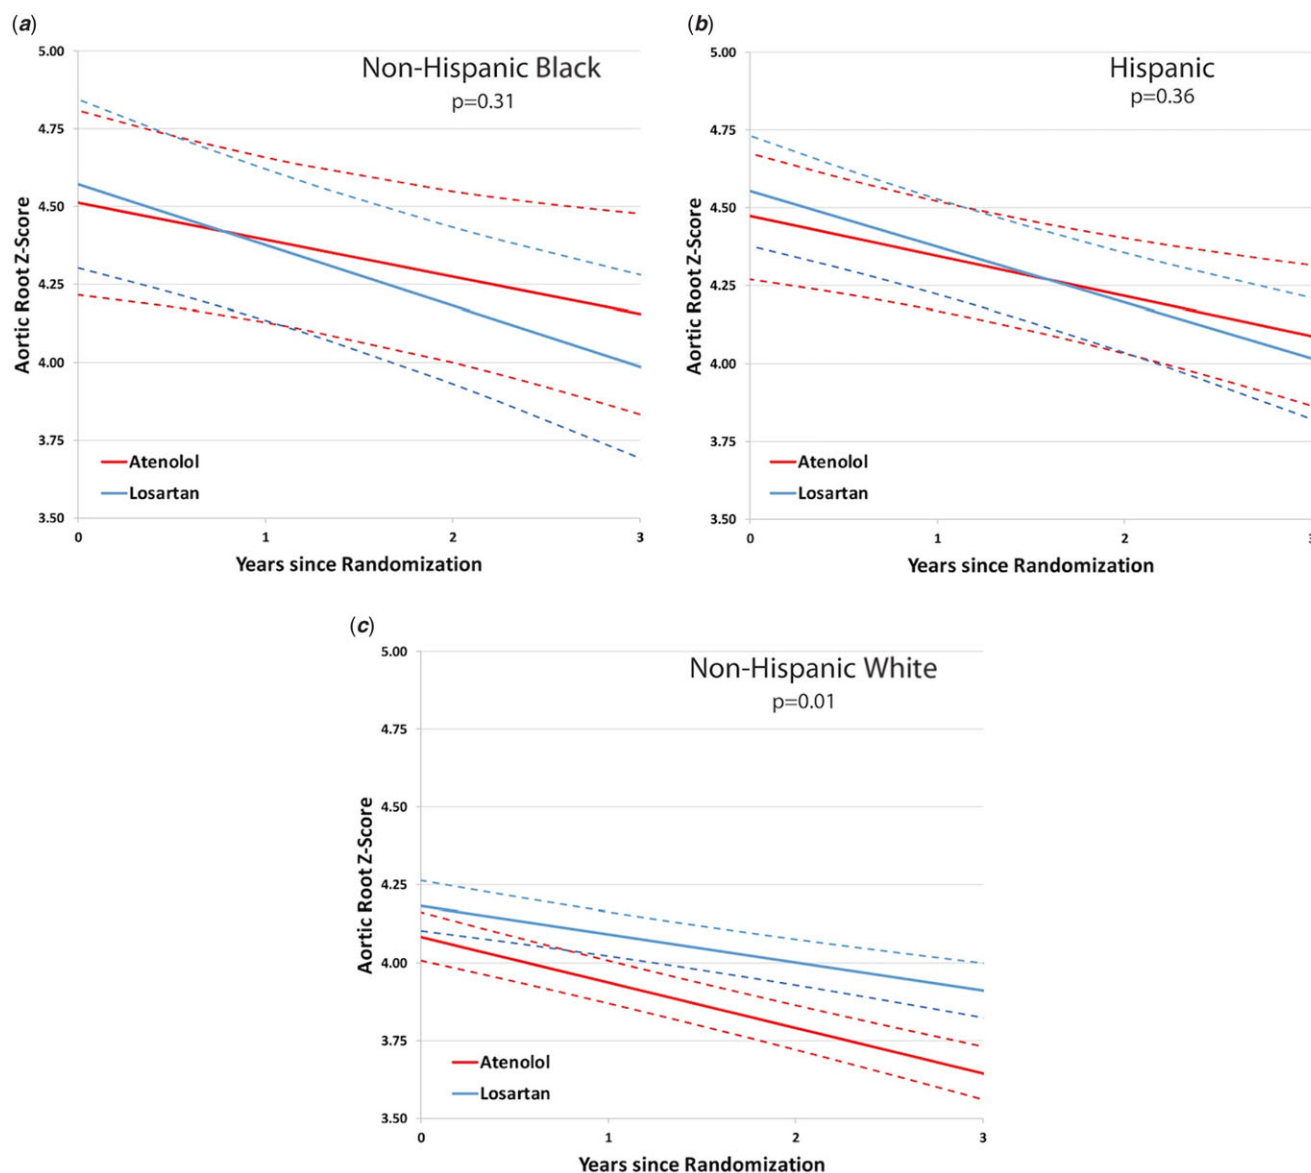 (a)
Non-Hispanic Black
p=0.31
Aortic Root Z-Score
5.00
4.75
4.50
4.25
4.00
3.75
3.50
Atenolol
Losartan
0 1 2 3
Years since Randomization
(b)
Hispanic
p=0.36
Aortic Root Z-Score
5.00
4.75
4.50
4.25
4.00
3.75
3.50
Atenolol
Losartan
0 1 2 3
Years since Randomization
(c)
Non-Hispanic White
p=0.01
Aortic Root Z-Score
5.00
4.75
4.50
4.25
4.00
3.75
3.50
Atenolol
Losartan
0 1 2 3
Years since Randomization